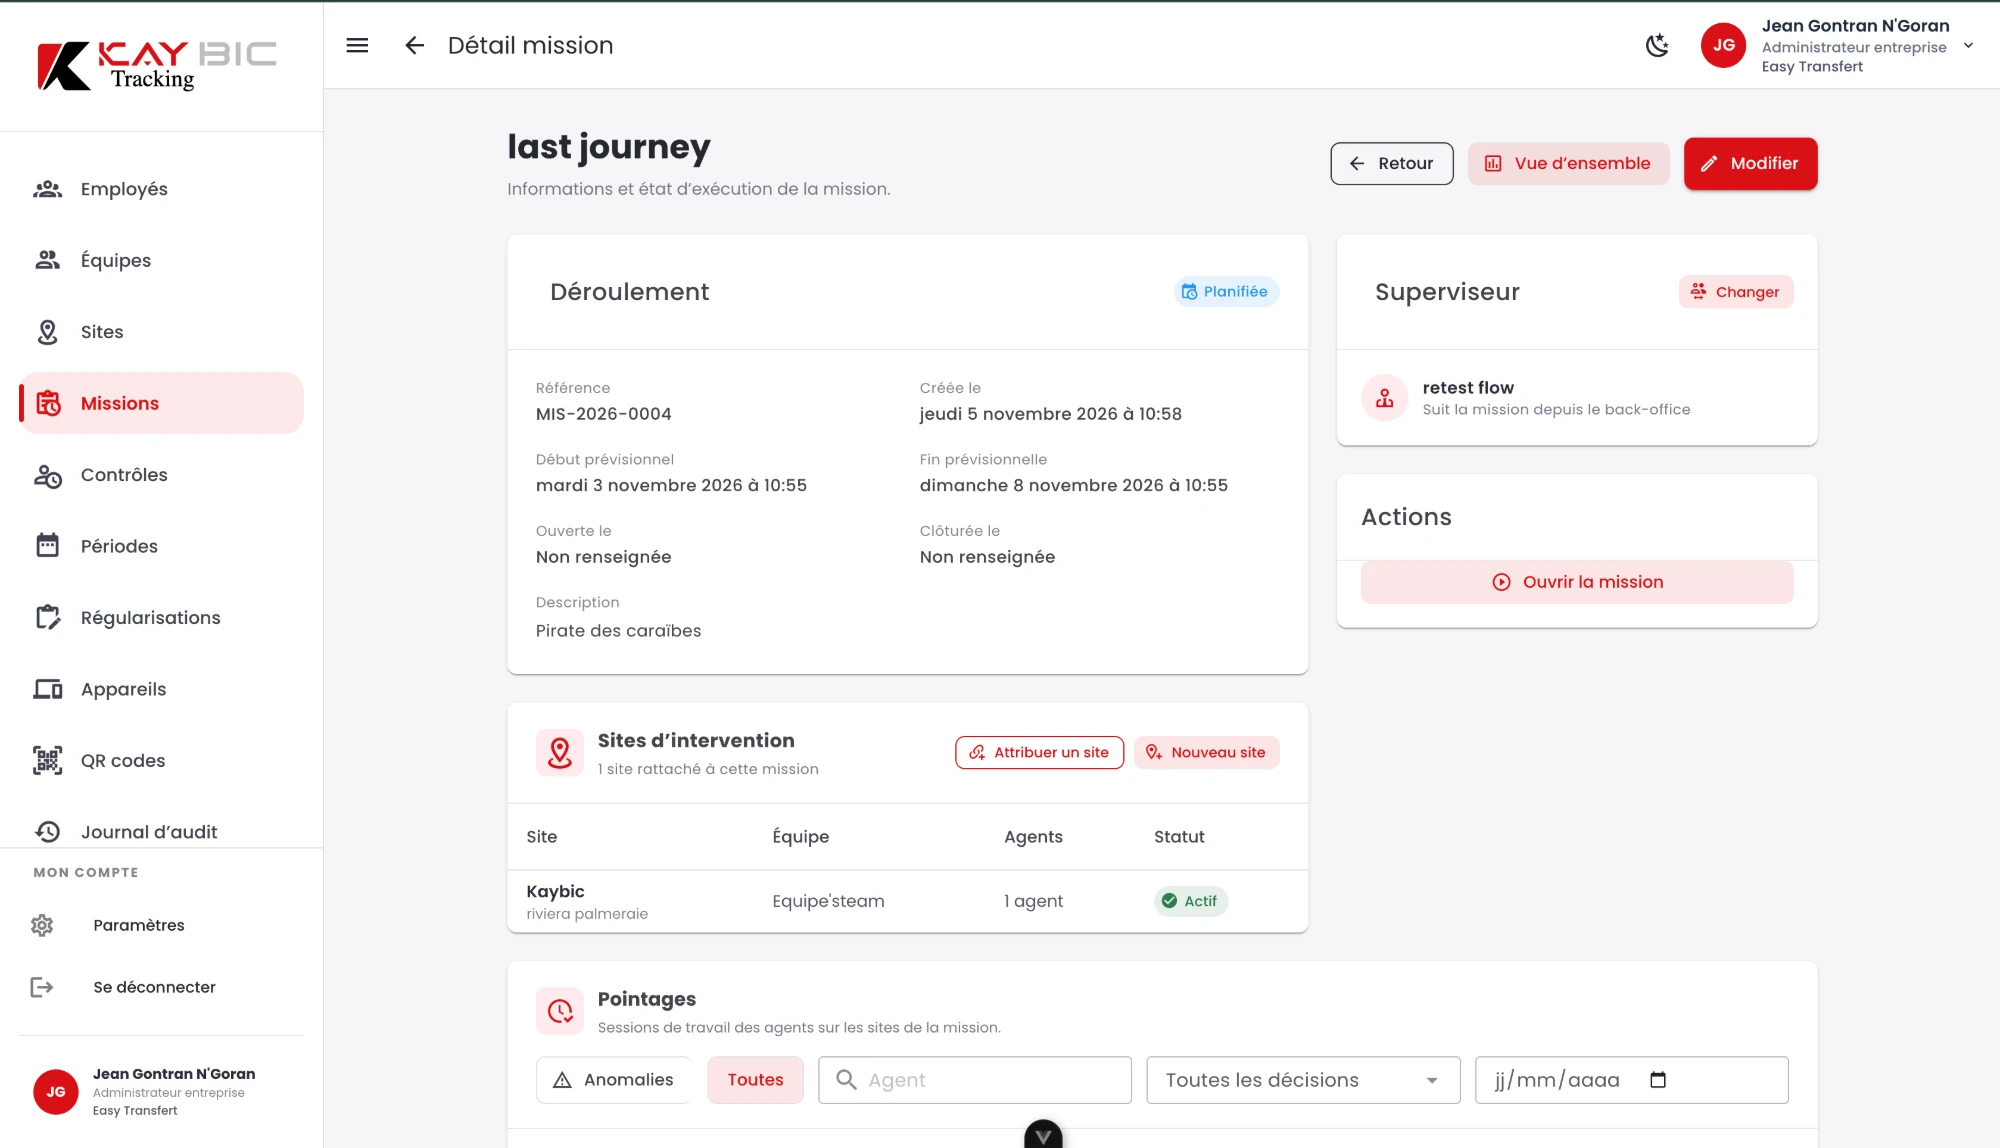 KAYBIC
Tracking
Employés
Équipes
Sites
Missions
Contrôles
Périodes
Régularisations
Appareils
QR codes
Journal d’audit
MON COMPTE
Paramètres
Se déconnecter
JG
Jean Gontran N'Goran
Administrateur entreprise
Easy Transfert
Détail mission
JG
Jean Gontran N'Goran
Administrateur entreprise
Easy Transfert
last journey
Informations et état d’exécution de la mission.
Retour
Vue d’ensemble
Modifier
Déroulement
Planifiée
Référence
MIS-2026-0004
Créée le
jeudi 5 novembre 2026 à 10:58
Début prévisionnel
mardi 3 novembre 2026 à 10:55
Fin prévisionnelle
dimanche 8 novembre 2026 à 10:55
Ouverte le
Non renseignée
Clôturée le
Non renseignée
Description
Pirate des caraïbes
Superviseur
Changer
retest flow
Suit la mission depuis le back-office
Actions
Ouvrir la mission
Sites d’intervention
1 site rattaché à cette mission
Attribuer un site
Nouveau site
Site Équipe Agents Statut
Kaybic
riviera palmeraie
Equipe'steam
1 agent
Actif
Pointages
Sessions de travail des agents sur les sites de la mission.
Anomalies
Toutes
Agent
Toutes les décisions
jj/mm/aaaa